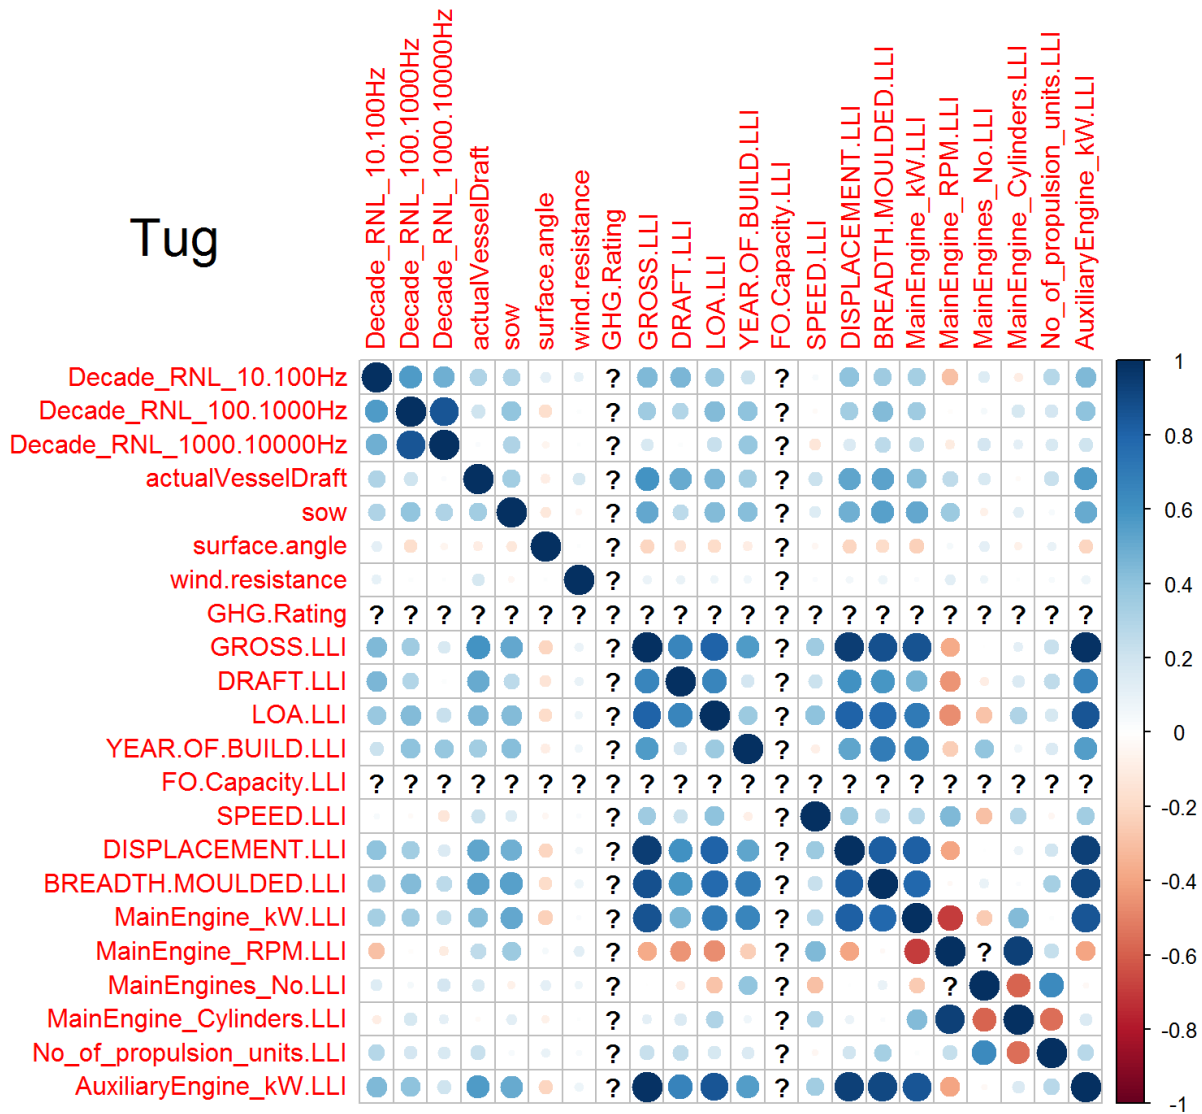 Tug
Decade_RNL_10.100Hz
Decade_RNL_100.1000Hz
Decade_RNL_1000.10000Hz
actualVesselDraft
sow
surface.angle
wind.resistance
GHG.Rating
GROSS.LLI
DRAFT.LLI
LOA.LLI
YEAR.OF.BUILD.LLI
FO.Capacity.LLI
SPEED.LLI
DISPLACEMENT.LLI
BREADTH.MOULDED.LLI
MainEngine_kW.LLI
MainEngine_RPM.LLI
MainEngines_No.LLI
MainEngine_Cylinders.LLI
No_of_propulsion_units.LLI
AuxiliaryEngine_kW.LLI
Decade_RNL_10.100Hz ? ?
Decade_RNL_100.1000Hz ? ?
Decade_RNL_1000.10000Hz ? ?
actualVesselDraft ? ?
sow ? ?
surface.angle ? ?
wind.resistance ? ?
GHG.Rating ? ? ? ? ? ? ? ? ? ? ? ? ? ? ? ? ? ? ? ? ? ?
GROSS.LLI ? ?
DRAFT.LLI ? ?
LOA.LLI ? ?
YEAR.OF.BUILD.LLI ? ?
FO.Capacity.LLI ? ? ? ? ? ? ? ? ? ? ? ? ? ? ? ? ? ? ? ? ? ?
SPEED.LLI ? ?
DISPLACEMENT.LLI ? ?
BREADTH.MOULDED.LLI ? ?
MainEngine_kW.LLI ? ?
MainEngine_RPM.LLI ? ? ?
MainEngines_No.LLI ? ? ?
MainEngine_Cylinders.LLI ? ?
No_of_propulsion_units.LLI ? ?
AuxiliaryEngine_kW.LLI ? ?
1
0.8
0.6
0.4
0.2
0
-0.2
-0.4
-0.6
-0.8
-1